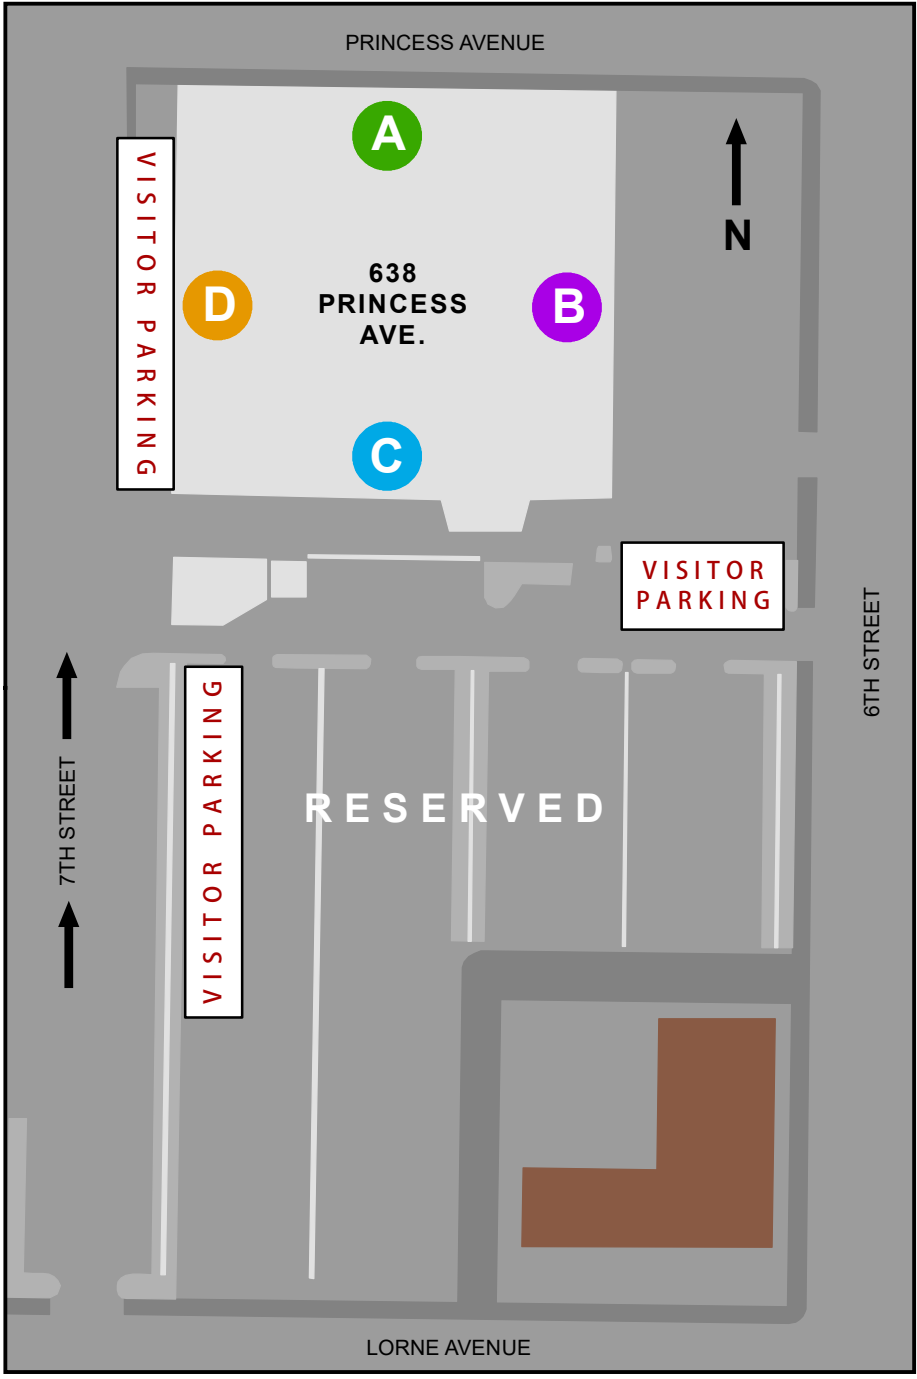 PRINCESS AVENUE
A
N
VISITOR PARKING
D
638
PRINCESS
AVE.
B
C
VISITOR
PARKING
6TH STREET
7TH STREET
VISITOR PARKING
RESERVED
LORNE AVENUE